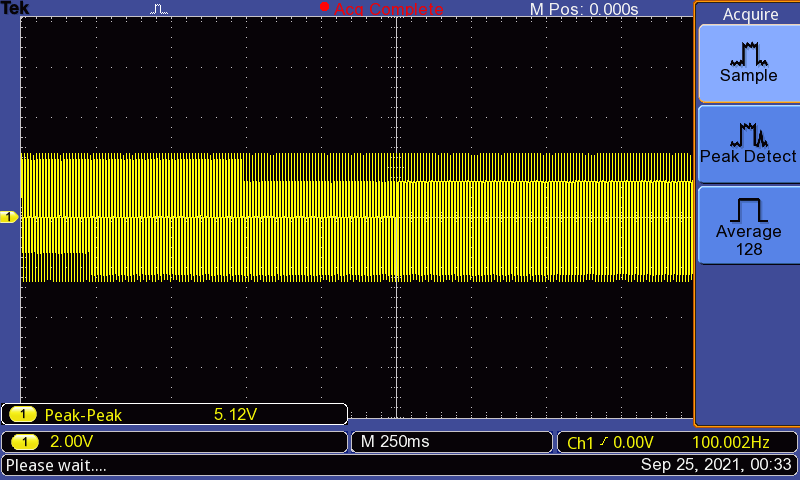 Tek
Acq Complete
M Pos: 0.000s
Acquire
Sample
Peak Detect
Average
128
1
1 Peak-Peak 5.12V
1 2.00V
M 250ms
Ch1 0.00V 100.002Hz
Please wait....
Sep 25, 2021, 00:33